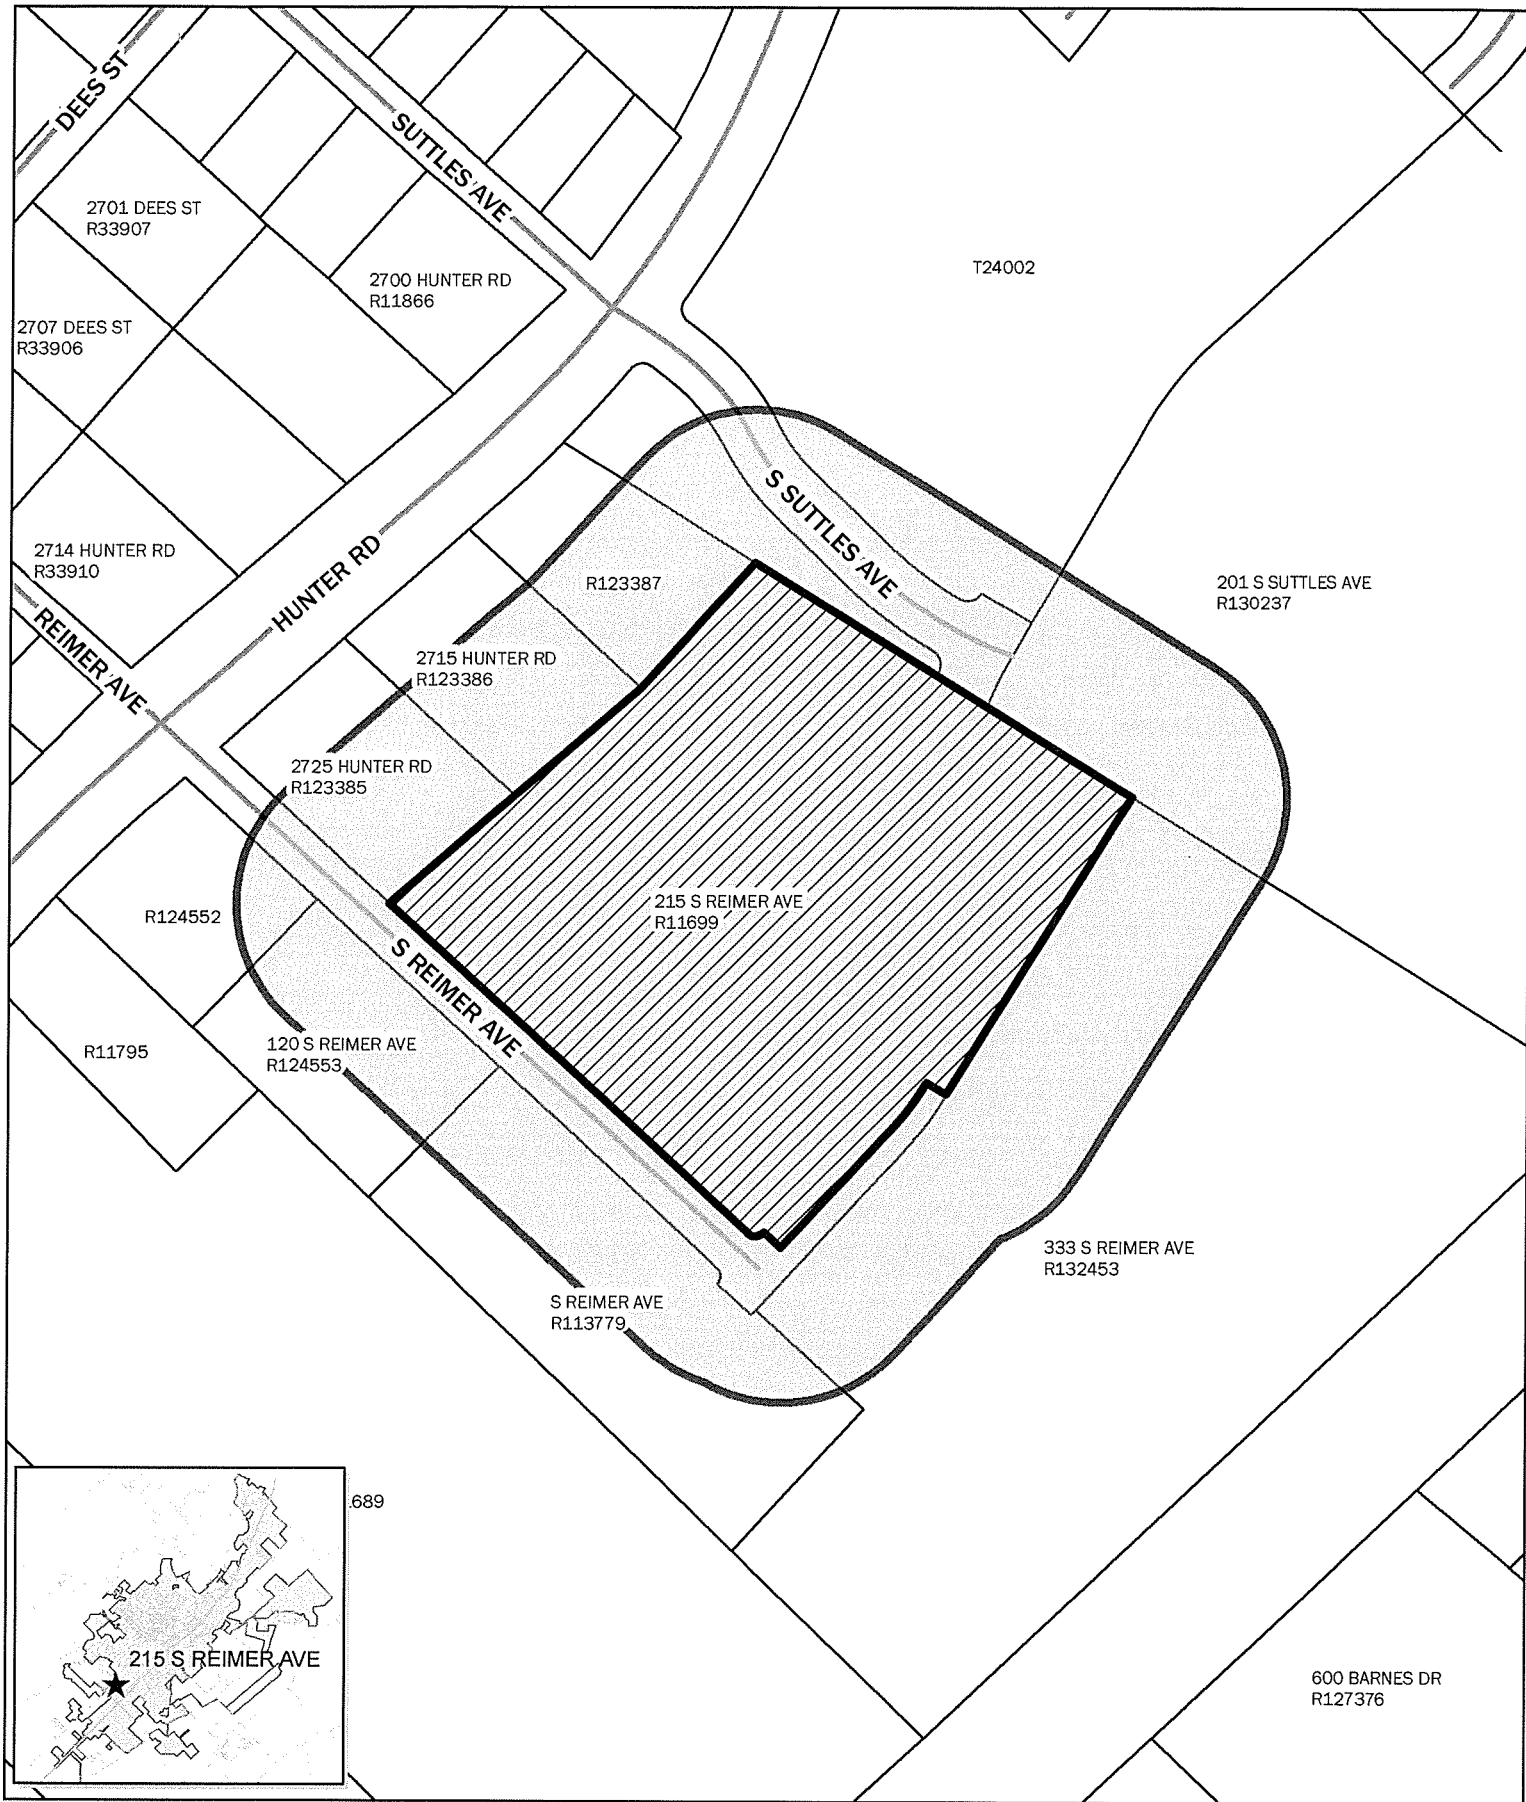 DEES ST
SUTTLES AVE
2701 DEES ST
R33907
2700 HUNTER RD
R11866
T24002
2707 DEES ST
R33906
S SUTTLES AVE
2714 HUNTER RD
R33910
HUNTER RD
R123387
201 S SUTTLES AVE
R130237
REIMER AVE
2715 HUNTER RD
R123386
2725 HUNTER RD
R123385
215 S REIMER AVE
R11699
R124552
S REIMER AVE
R11795
120 S REIMER AVE
R124553
333 S REIMER AVE
R132453
S REIMER AVE
R113779
689
215 S REIMER AVE
600 BARNES DR
R127376